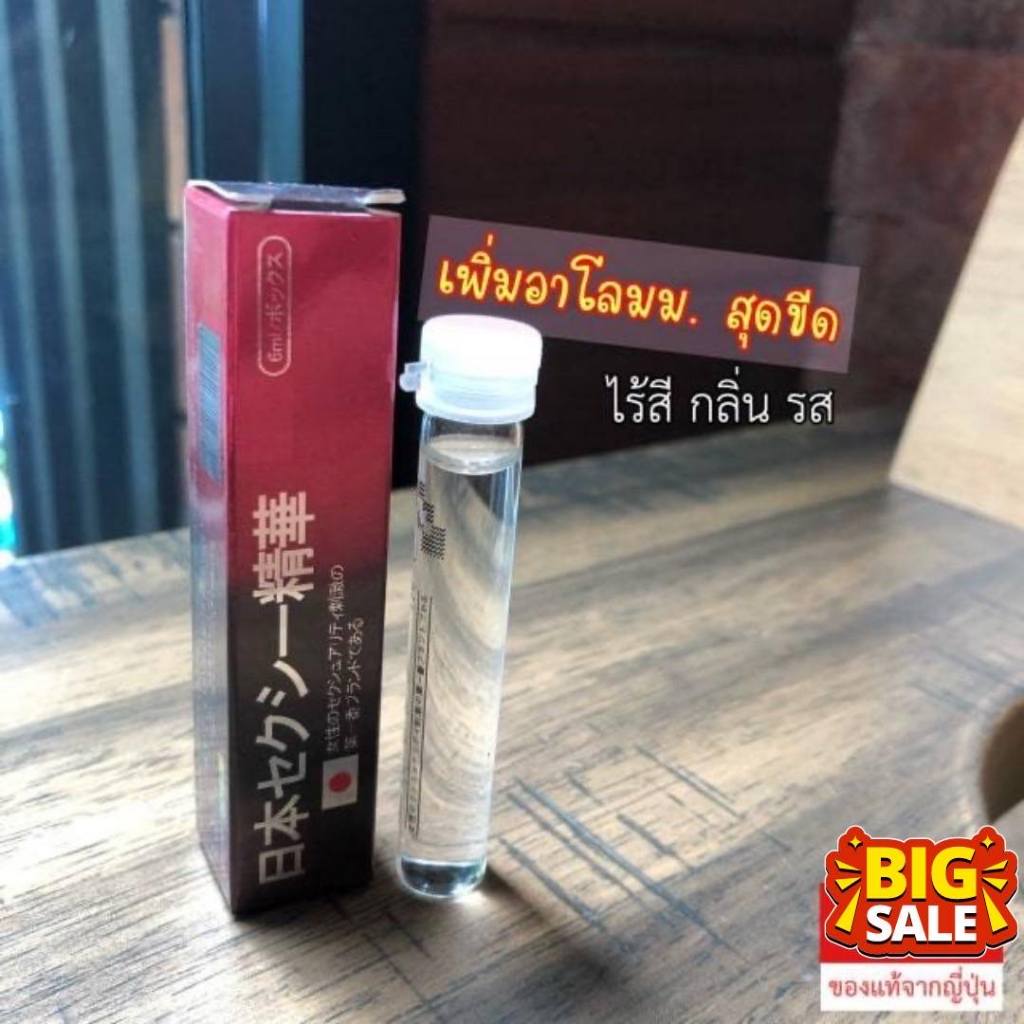 เพิ่มอาโลมม. สุดขีด
ไร้สี กลิ่น รส
6ml/ボックス
日本セクシー精華
女性のセクシュアリティ刺激の
第一番ブランドである
BIG
SALE
ของแท้จากญี่ปุ่น